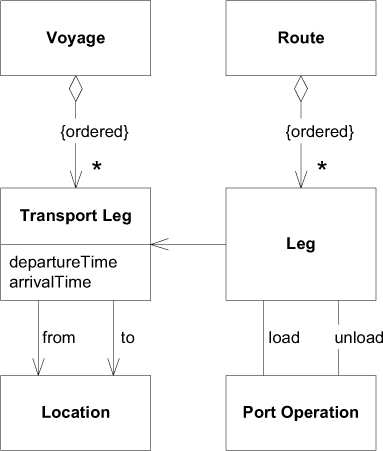 Voyage
Route
{ordered}
{ordered}
*
*
Transport Leg
departureTime
arrivalTime
Leg
from
to
load
unload
Location
Port Operation